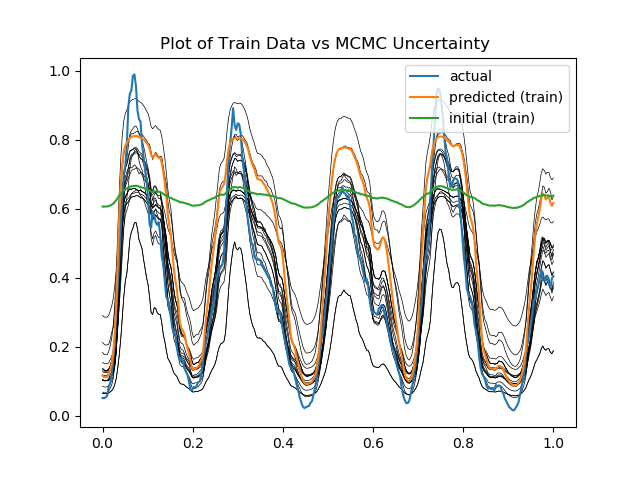 Plot of Train Data vs MCMC Uncertainty
actual
predicted (train)
initial (train)
1.0
0.8
0.6
0.4
0.2
0.0
0.0 0.2 0.4 0.6 0.8 1.0